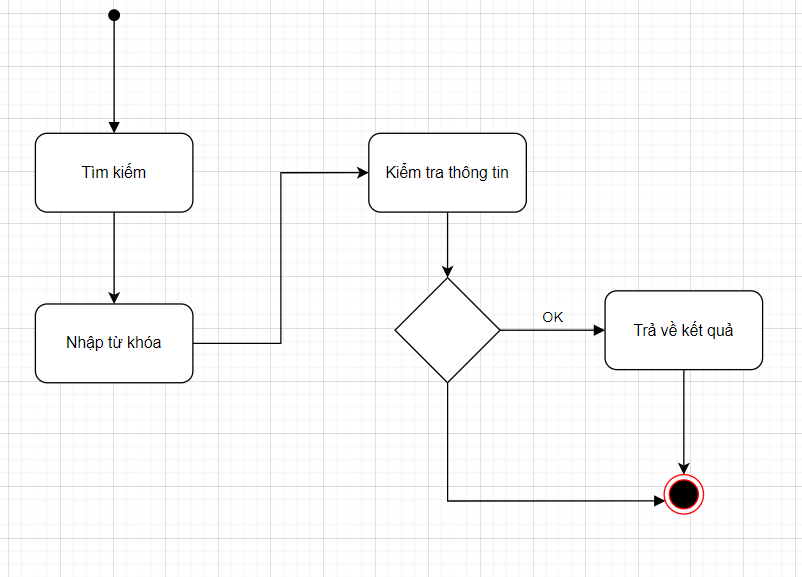 Tìm kiếm
Nhập từ khóa
Kiểm tra thông tin
OK
Trả về kết quả